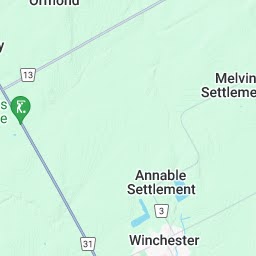 Ormond
y
13
Melvin
Settleme
s
e
Annable
Settlement
3
31
Winchester